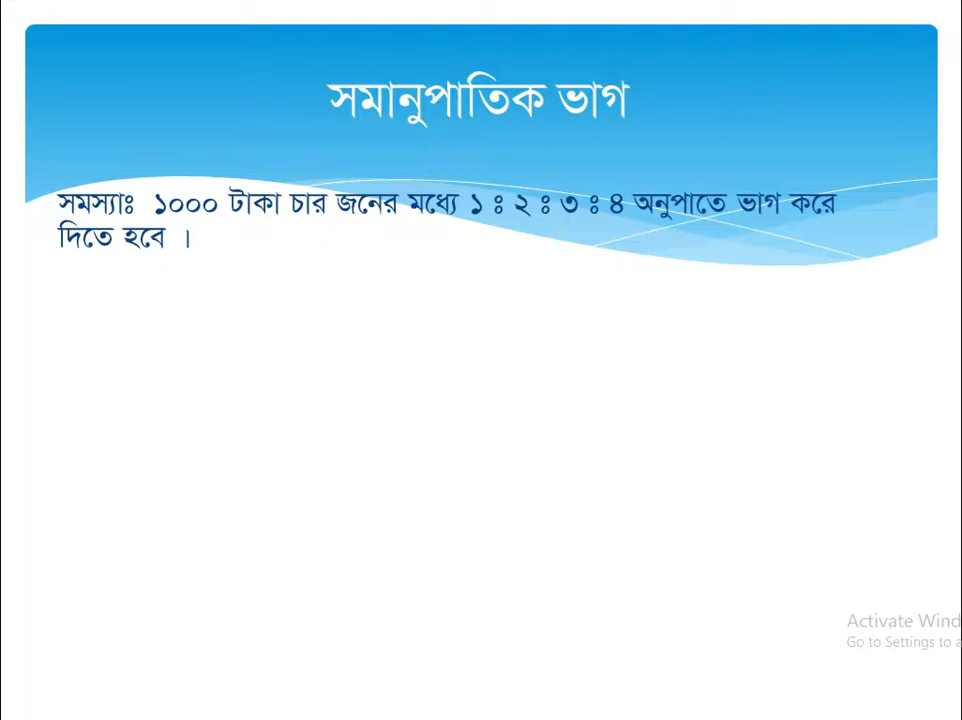 সমানুপাতিক ভাগ
সমস্যাঃ ১০০০ টাকা চার জনের মধ্যে ১ ঃ ২ ঃ ৩ ঃ ৪ অনুপাতে ভাগ করে
দিতে হবে ।
Activate Wind
Go to Settings to a